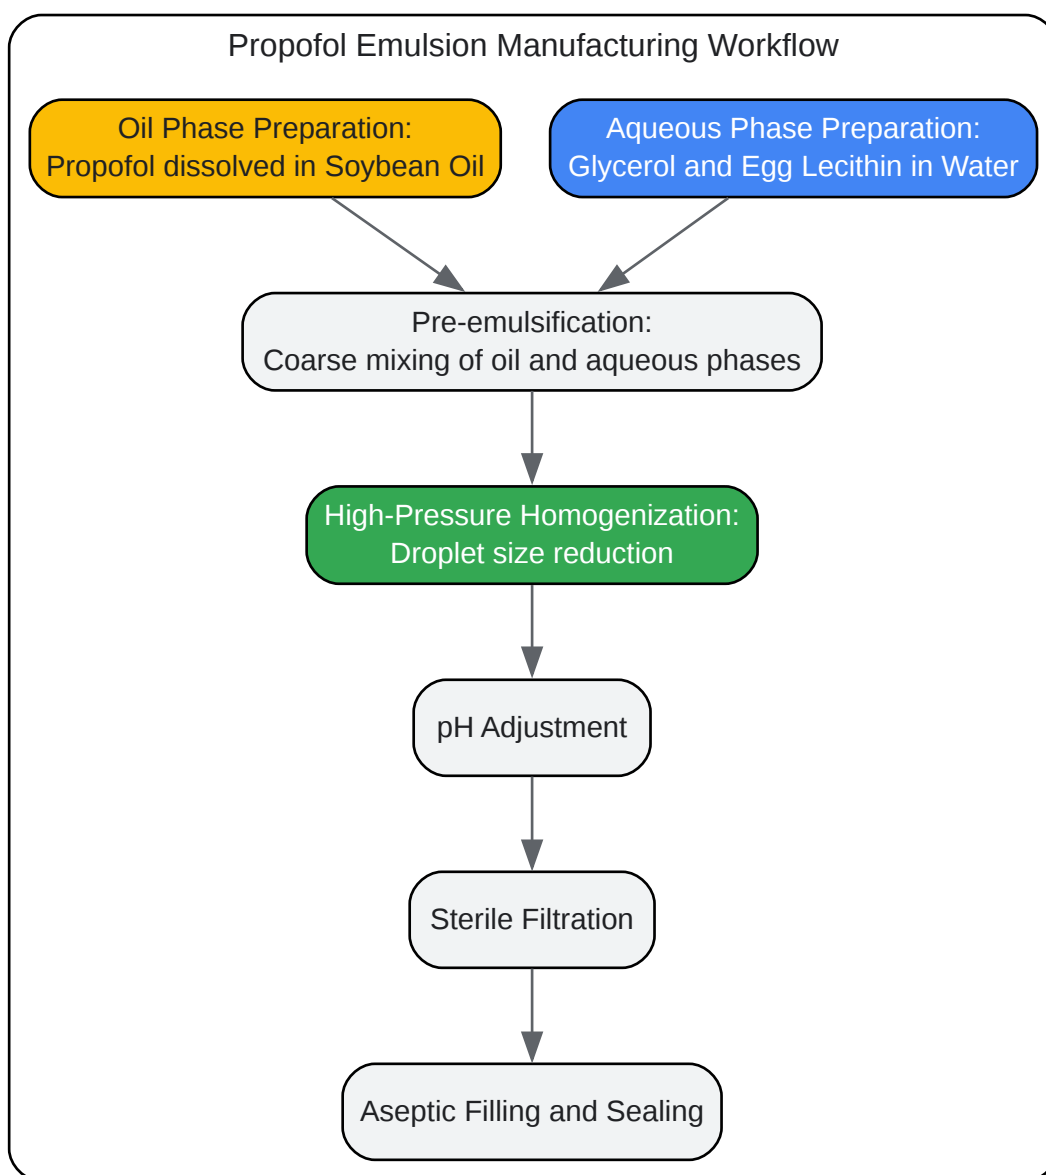 Propofol Emulsion Manufacturing Workflow
Oil Phase Preparation:
Propofol dissolved in Soybean Oil
Aqueous Phase Preparation:
Glycerol and Egg Lecithin in Water
Pre-emulsification:
Coarse mixing of oil and aqueous phases
High-Pressure Homogenization:
Droplet size reduction
pH Adjustment
Sterile Filtration
Aseptic Filling and Sealing